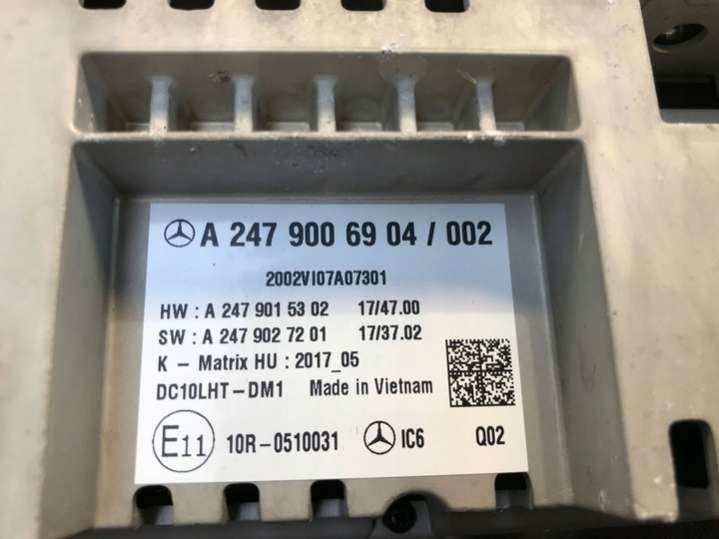 A 247 900 69 04 / 002
2002VI07A07301
HW : A 247 901 53 02 17/47.00
SW : A 247 902 72 01 17/37.02
K - Matrix HU : 2017_05
DC10LHT-DM1 Made in Vietnam
E11 10R-0510031 IC6 Q02